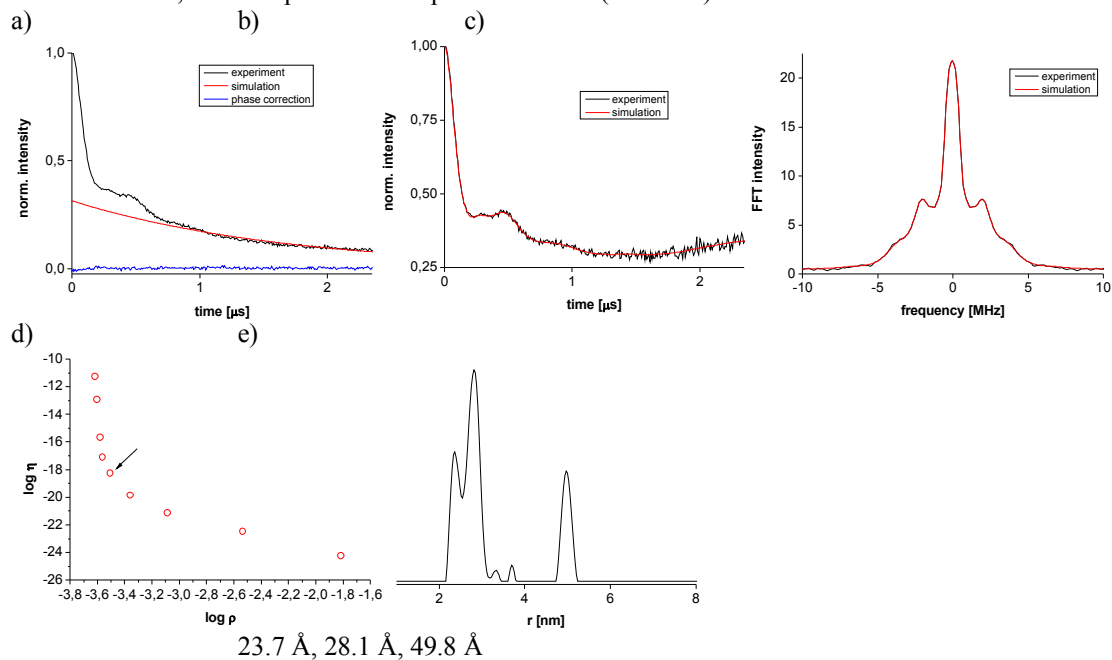 a) b) c)
1,0
0,5
0,0
norm. intensity
experiment
simulation
phase correction
0 1 2
time [µs]
1,00
0,75
0,50
0,25
norm. intensity
experiment
simulation
0 1 2
time [µs]
20
15
10
5
0
FFT intensity
experiment
simulation
-10 -5 0 5 10
frequency [MHz]
d) e)
-10
-12
-14
-16
-18
-20
-22
-24
-26
log η
-3,8 -3,6 -3,4 -3,2 -3,0 -2,8 -2,6 -2,4 -2,2 -2,0 -1,8 -1,6
log ρ
2 4 6 8
r [nm]
23.7 Å, 28.1 Å, 49.8 Å